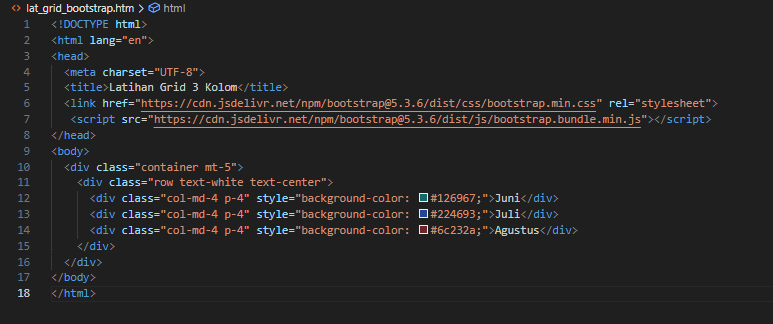 lat_grid_bootstrap.htm > html
1 <!DOCTYPE html>
2 <html lang="en">
3 <head>
4 <meta charset="UTF-8">
5 <title>Latihan Grid 3 Kolom</title>
6 <link href="https://cdn.jsdelivr.net/npm/bootstrap@5.3.6/dist/css/bootstrap.min.css" rel="stylesheet">
7 <script src="https://cdn.jsdelivr.net/npm/bootstrap@5.3.6/dist/js/bootstrap.bundle.min.js"></script>
8 </head>
9 <body>
10 <div class="container mt-5">
11 <div class="row text-white text-center">
12 <div class="col-md-4 p-4" style="background-color: #126967;">Juni</div>
13 <div class="col-md-4 p-4" style="background-color: #224693;">Juli</div>
14 <div class="col-md-4 p-4" style="background-color: #6c232a;">Agustus</div>
15 </div>
16 </div>
17 </body>
18 </html>